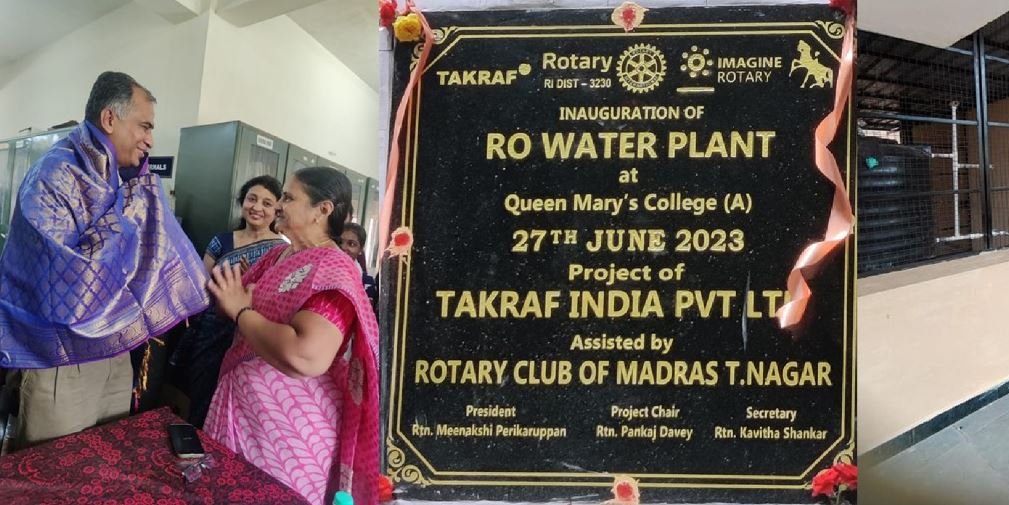 RNALS
TAKRAF
Rotary
RI DIST – 3230
IMAGINE
ROTARY
INAUGURATION OF
RO WATER PLANT
at
Queen Mary's College (A)
27TH JUNE 2023
Project of
TAKRAF INDIA PVT LT
Assisted by
ROTARY CLUB OF MADRAS T.NAGAR
President
Rtn. Meenakshi Perikaruppan
Project Chair
Rtn. Pankaj Davey
Secretary
Rtn. Kavitha Shankar